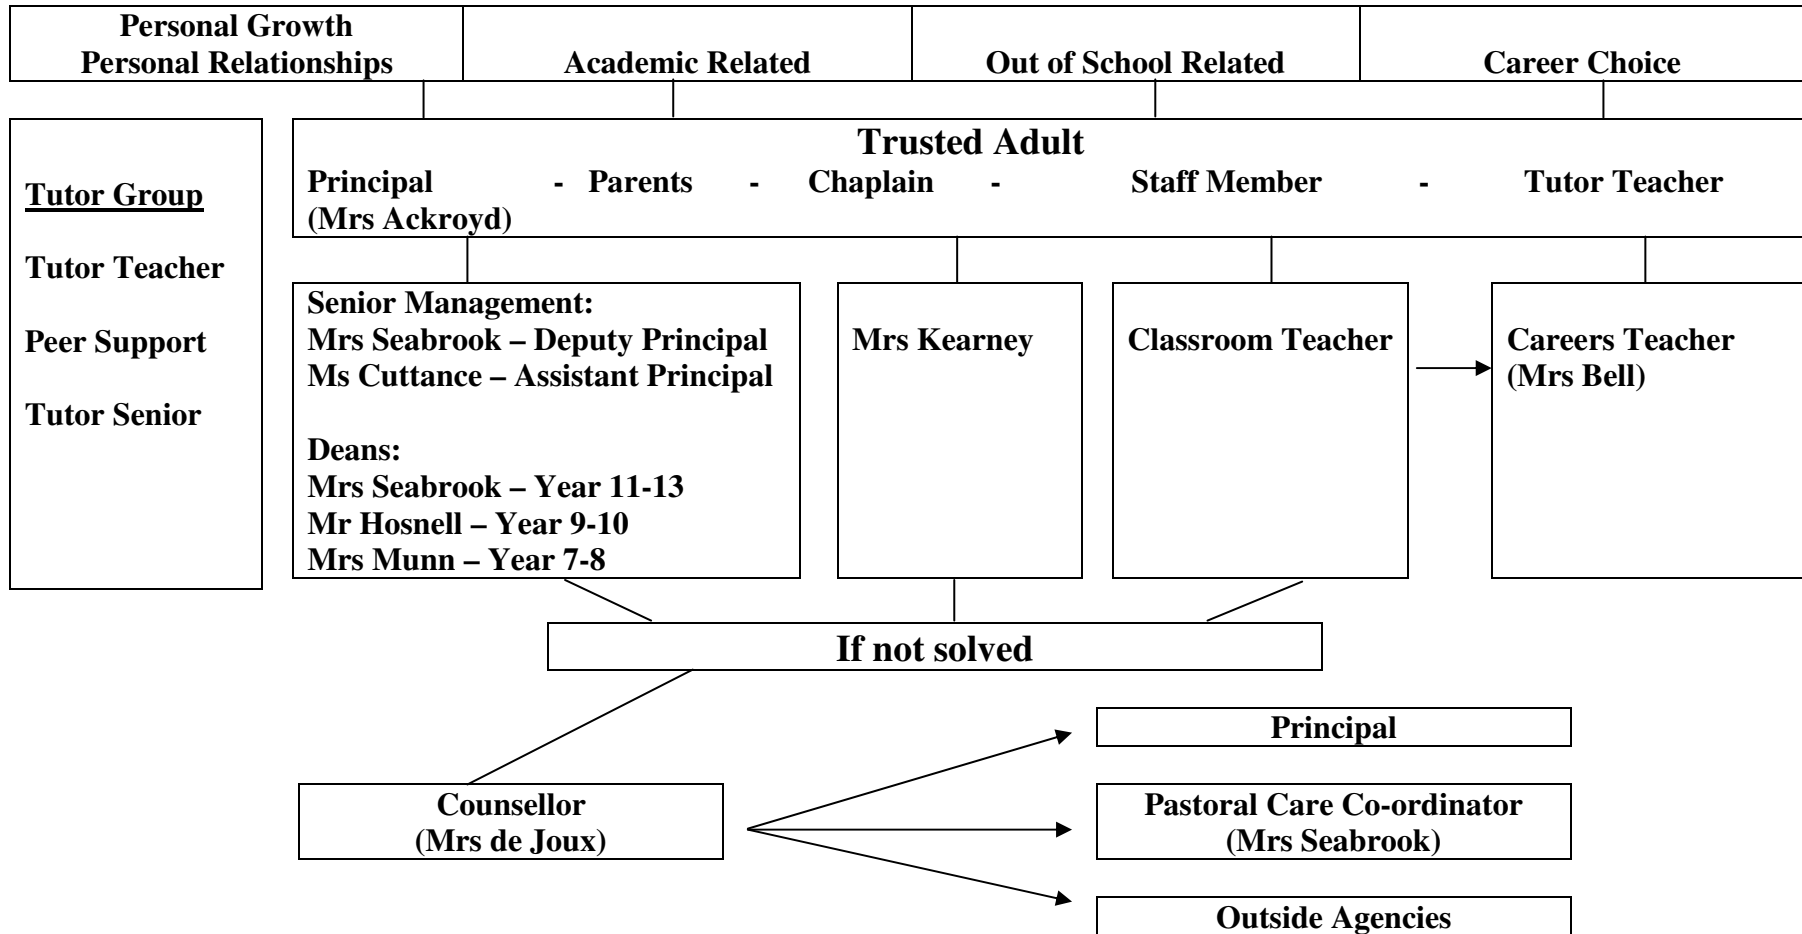 Personal Growth
Personal Relationships
Academic Related
Out of School Related
Career Choice
Tutor Group
Tutor Teacher
Peer Support
Tutor Senior
Trusted Adult
Principal - Parents - Chaplain - Staff Member - Tutor Teacher
(Mrs Ackroyd)
Senior Management:
Mrs Seabrook – Deputy Principal
Ms Cuttance – Assistant Principal
Deans:
Mrs Seabrook – Year 11-13
Mr Hosnell – Year 9-10
Mrs Munn – Year 7-8
Mrs Kearney
Classroom Teacher
Careers Teacher
(Mrs Bell)
If not solved
Counsellor
(Mrs de Joux)
Principal
Pastoral Care Co-ordinator
(Mrs Seabrook)
Outside Agencies